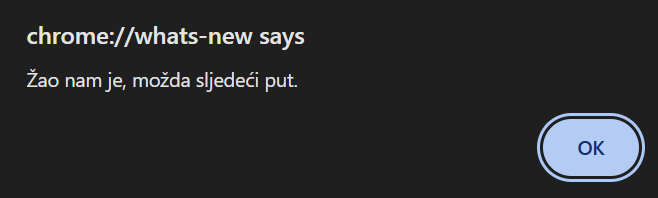 chrome://whats-new says
Žao nam je, možda sljedeći put.
OK